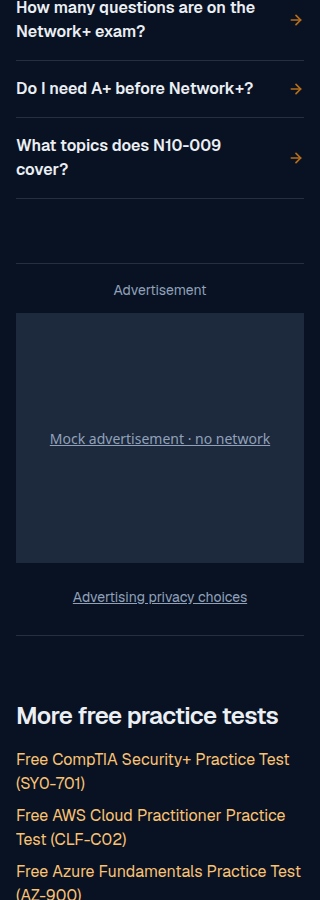 How many questions are on the
Network+ exam?
Do I need A+ before Network+?
What topics does N10-009
cover?
Advertisement
Mock advertisement · no network
Advertising privacy choices
More free practice tests
Free CompTIA Security+ Practice Test
(SY0-701)
Free AWS Cloud Practitioner Practice
Test (CLF-C02)
Free Azure Fundamentals Practice Test
(AZ-900)